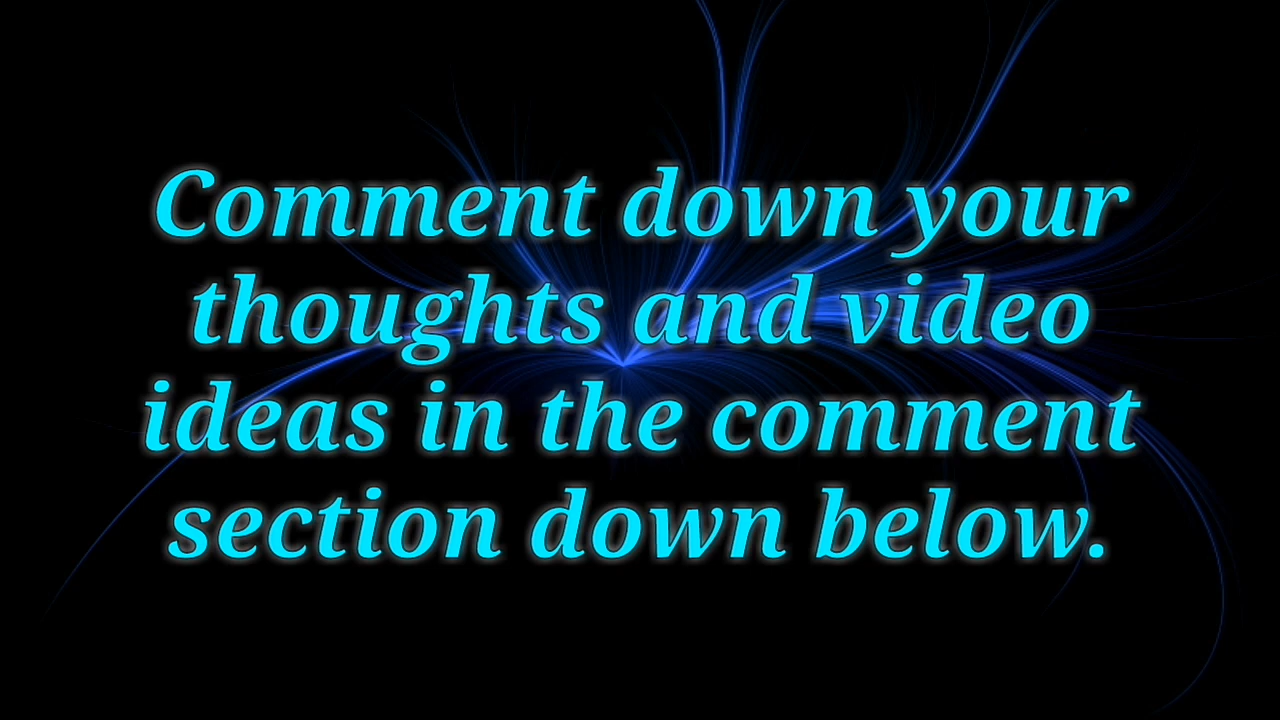 Comment down your
thoughts and video
ideas in the comment
section down below.